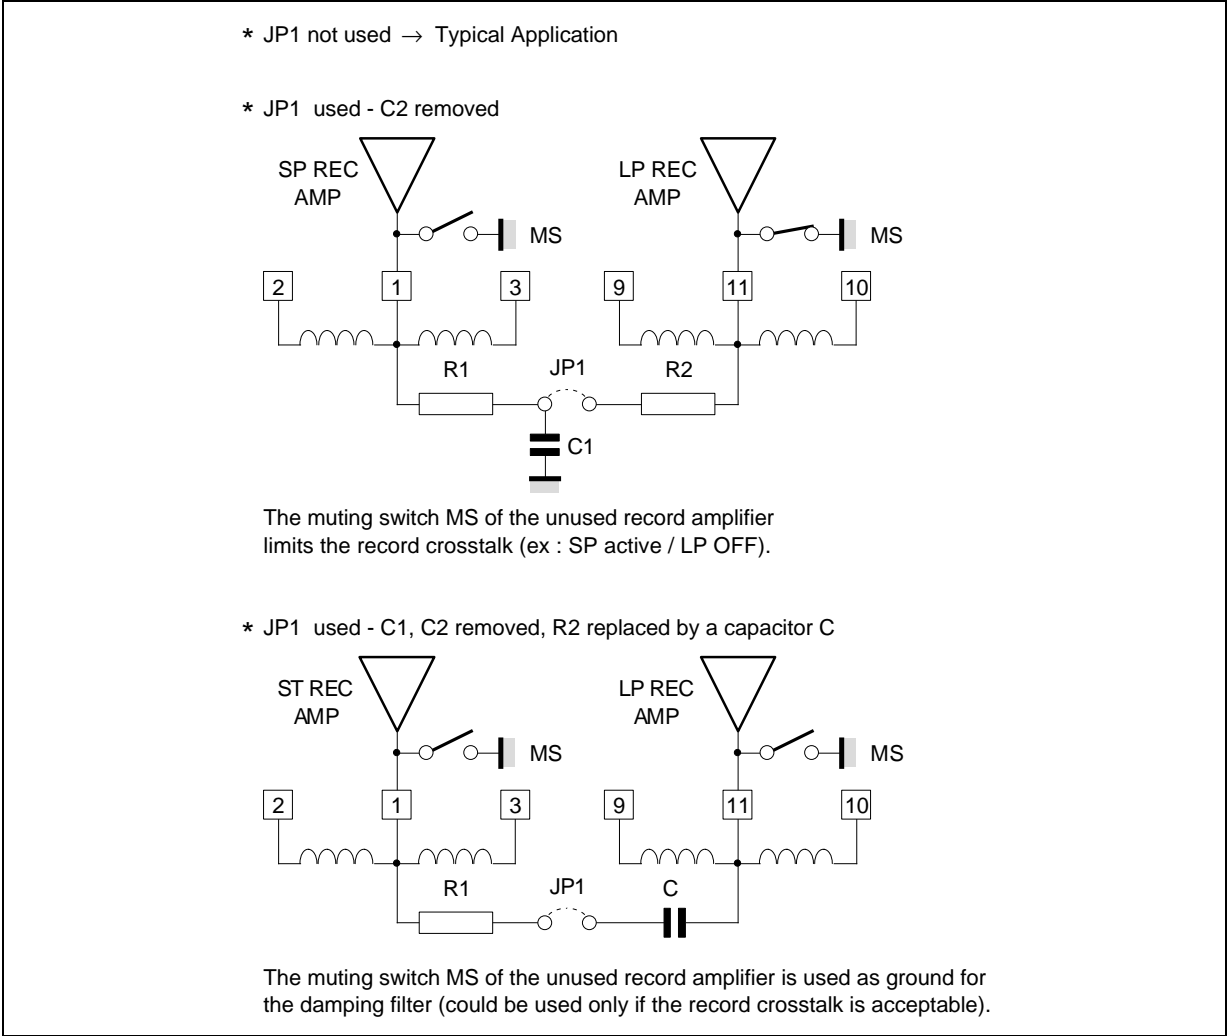 * JP1 not used → Typical Application
* JP1 used - C2 removed
SP REC
AMP
LP REC
AMP
MS
MS
2
1
3
9
11
10
R1
JP1
R2
C1
The muting switch MS of the unused record amplifier
limits the record crosstalk (ex : SP active / LP OFF).
* JP1 used - C1, C2 removed, R2 replaced by a capacitor C
ST REC
AMP
LP REC
AMP
MS
MS
2
1
3
9
11
10
R1
JP1
C
The muting switch MS of the unused record amplifier is used as ground for
the damping filter (could be used only if the record crosstalk is acceptable).